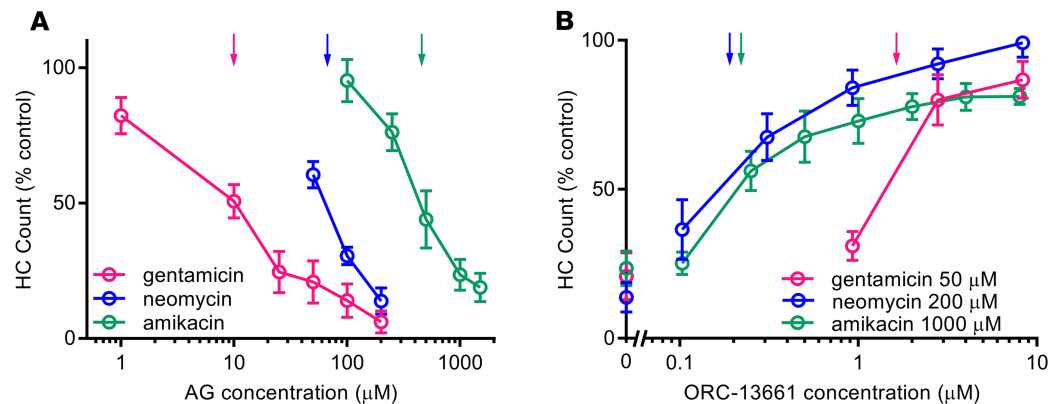 A
HC Count (% control)
100
50
0
gentamicin
neomycin
amikacin
1
10
100
1000
AG concentration (μM)
B
HC Count (% control)
100
50
0
gentamicin 50 μM
neomycin 200 μM
amikacin 1000 μM
0
0.1
1
10
ORC-13661 concentration (μM)